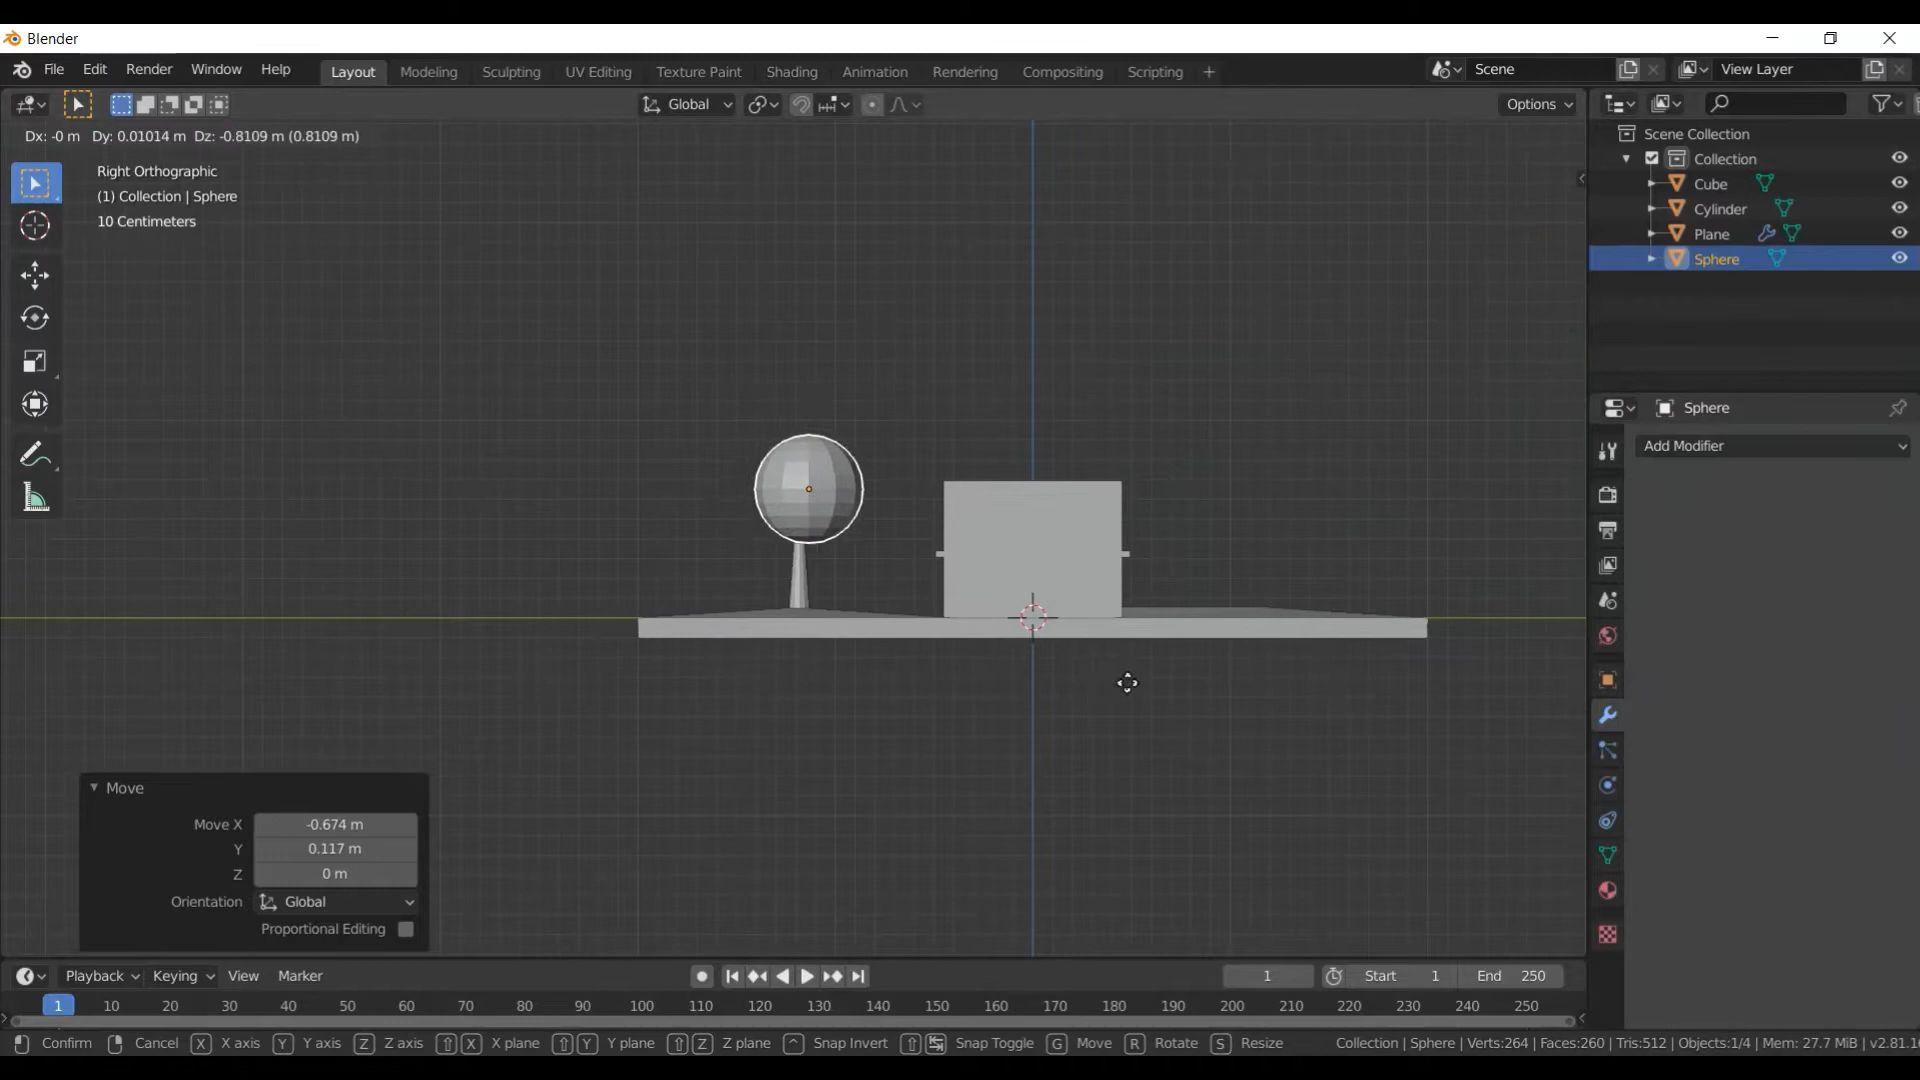 Blender
File Edit Render Window Help Layout Modeling Sculpting UV Editing Texture Paint Shading Animation Rendering Compositing Scripting + Scene View Layer
Global Options
Dx: -0 m Dy: 0.01014 m Dz: -0.8109 m (0.8109 m)
Right Orthographic
(1) Collection | Sphere
10 Centimeters
Scene Collection
Collection
Cube
Cylinder
Plane
Sphere
Sphere
Add Modifier
Move
Move X -0.674 m
Y 0.117 m
Z 0 m
Orientation Global
Proportional Editing
Playback Keying View Marker 1 Start 1 End 250
1 10 20 30 40 50 60 70 80 90 100 110 120 130 140 150 160 170 180 190 200 210 220 230 240 250
Confirm Cancel X X axis Y Y axis Z Z axis X X plane Y Y plane Z Z plane ^ Snap Invert Snap Toggle G Move R Rotate S Resize Collection | Sphere | Verts:264 | Faces:260 | Tris:512 | Objects:1/4 | Mem: 27.7 MiB | v2.81.16